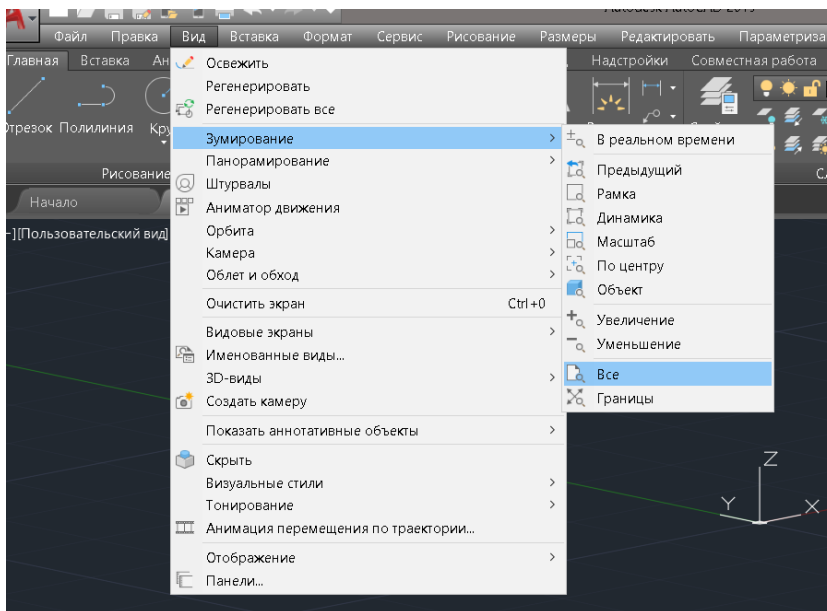 Файл Правка Вид Вставка Формат Сервис Рисование Размеры Редактировать Параметриза
Главная Вставка Ан Надстройки Совместная работа
Отрезок Полилиния Кру
Рисование
Начало
-][Пользовательский вид]
Освежить
Регенерировать
Регенерировать все
Зумирование
Панорамирование
Штурвалы
Аниматор движения
Орбита
Камера
Облет и обход
Очистить экран Ctrl+0
Видовые экраны
Именованные виды...
3D-виды
Создать камеру
Показать аннотативные объекты
Скрыть
Визуальные стили
Тонирование
Анимация перемещения по траектории...
Отображение
Панели...
В реальном времени
Предыдущий
Рамка
Динамика
Масштаб
По центру
Объект
Увеличение
Уменьшение
Все
Границы
Z
Y X